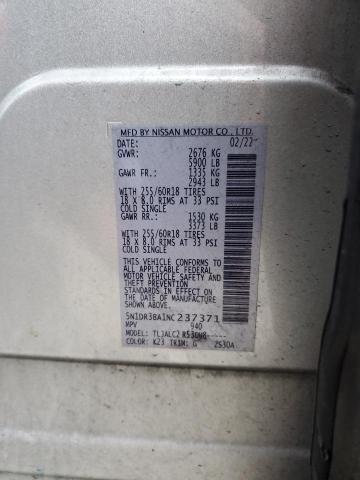 MFD BY NISSAN MOTOR CO., LTD.
DATE: 02/22
GVWR: 2676 KG
5900 LB
GAWR FR.: 1335 KG
2943 LB
WITH 255/60R18 TIRES
18 X 8.0 RIMS AT 33 PSI
COLD SINGLE
GAWR RR.: 1530 KG
3373 LB
WITH 255/60R18 TIRES
18 X 8.0 RIMS AT 33 PSI
COLD SINGLE
THIS VEHICLE CONFORMS TO ALL
APPLICABLE U.S. FEDERAL
MOTOR VEHICLE SAFETY AND
THEFT PREVENTION
STANDARDS IN EFFECT ON THE
DATE OF MANUFACTURE SHOWN
ABOVE.
5N1DR3BA1NC237371
MPV 940
TLJALC2 R530W8-----
COLOR: K23 TRIM: G 2S30A